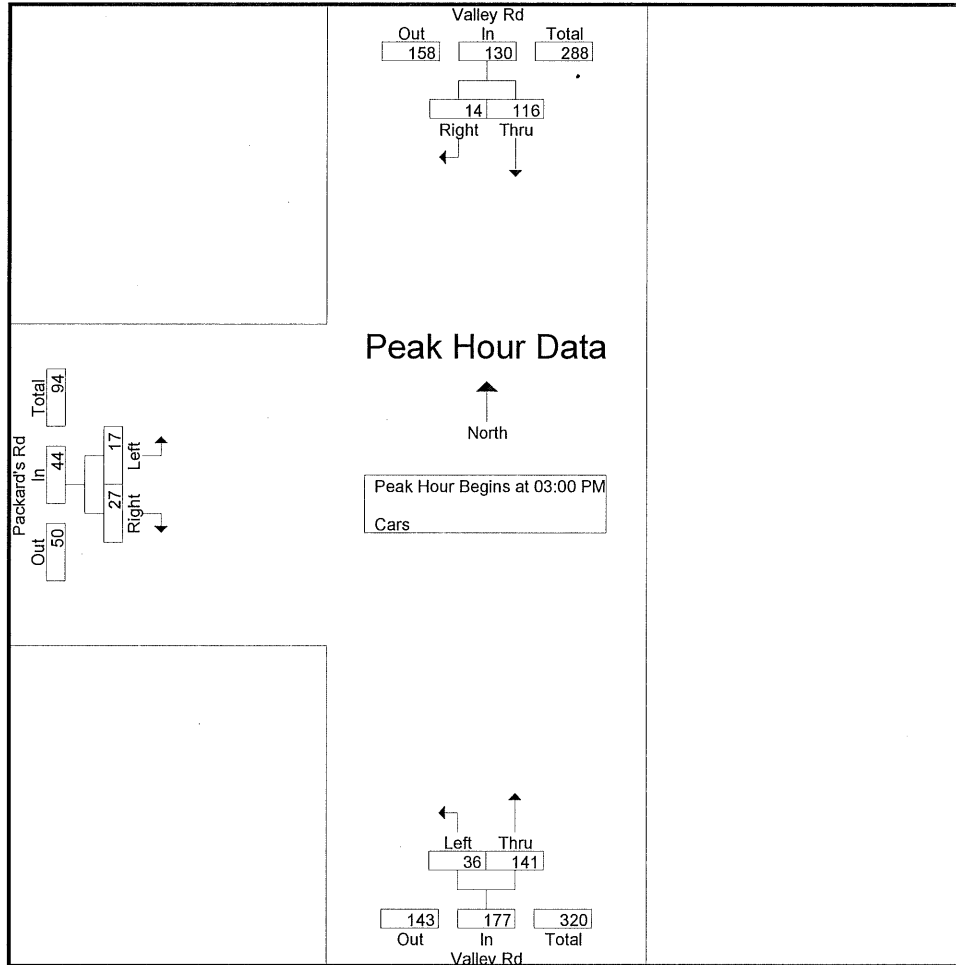 Valley Rd
Out In Total
158 130 288
14 116
Right Thru
Peak Hour Data
North
Peak Hour Begins at 03:00 PM
Cars
Packard's Rd
Out In Total
50 44 94
27 17
Right Left
Left Thru
36 141
143 177 320
Out In Total
Valley Rd